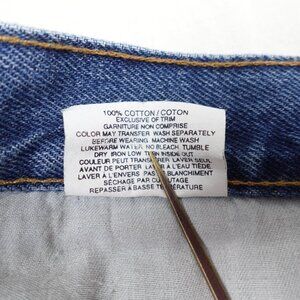 100% COTTON / COTON
EXCLUSIVE OF TRIM
GARNITURE NON COMPRISE
COLOR MAY TRANSFER WASH SEPARATELY
BEFORE WEARING. MACHINE WASH
LUKEWARM WATER. NO BLEACH. TUMBLE
DRY. IRON LOW TURN INSIDE OUT
COULEUR PEUT TRANSFER. LAVER SEUL
AVANT DE PORTER. LAVER A L'EAU TIÈDE
LAVER À L'ENVERS PAS D BLANCHIMENT
SÉCHAGE PAR CULBUTAGE
REPASSER A BASSE TEMPÉRATURE